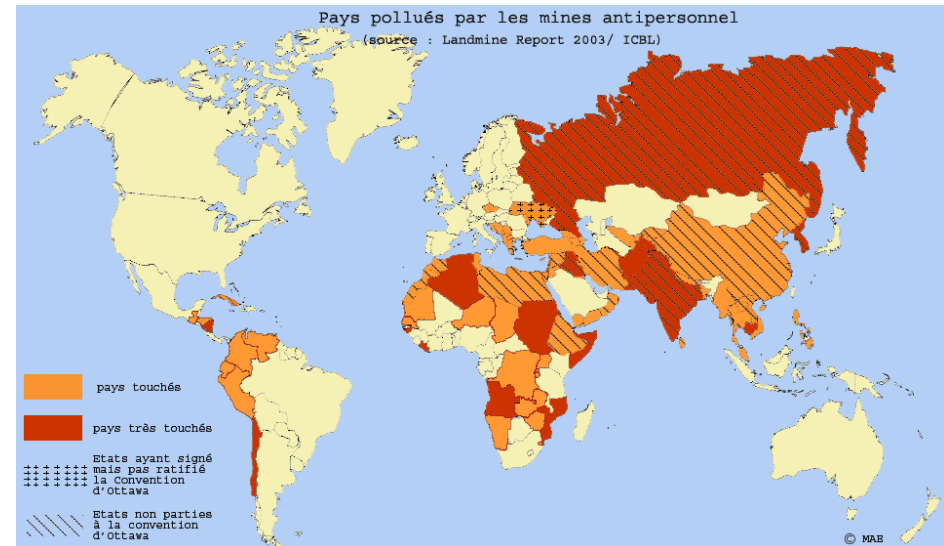 Pays pollués par les mines antipersonnel
(source : Landmine Report 2003/ ICBL)
pays touchés
pays très touchés
Etats ayant signé
mais pas ratifié
la Convention
d'Ottawa
Etats non parties
à la convention
d'Ottawa
© MAE